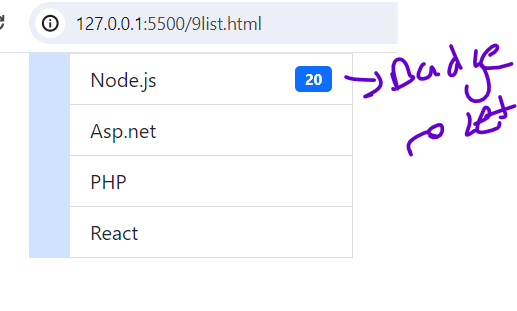 127.0.0.1:5500/9list.html
Node.js 20
Badge
Asp.net
PHP
React